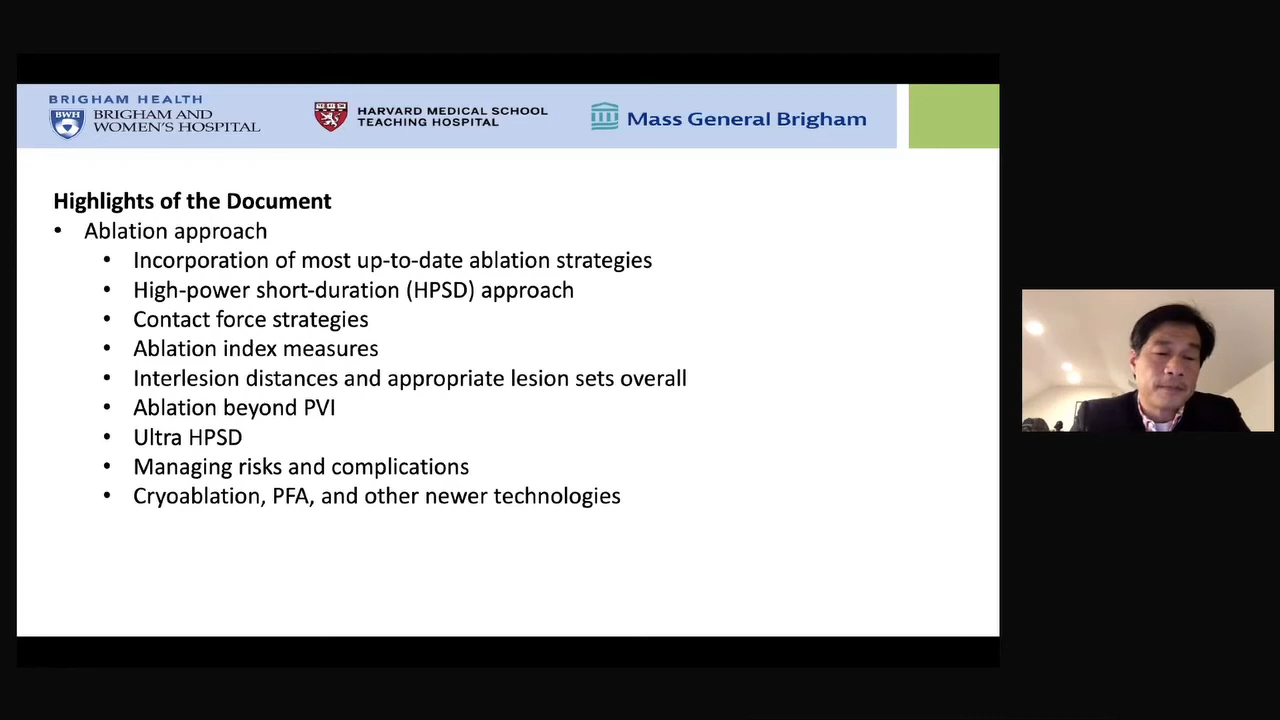 BRIGHAM HEALTH
BWH
BRIGHAM AND
WOMEN'S HOSPITAL
HARVARD MEDICAL SCHOOL
TEACHING HOSPITAL
Mass General Brigham
Highlights of the Document
• Ablation approach
• Incorporation of most up-to-date ablation strategies
• High-power short-duration (HPSD) approach
• Contact force strategies
• Ablation index measures
• Interlesion distances and appropriate lesion sets overall
• Ablation beyond PVI
• Ultra HPSD
• Managing risks and complications
• Cryoablation, PFA, and other newer technologies